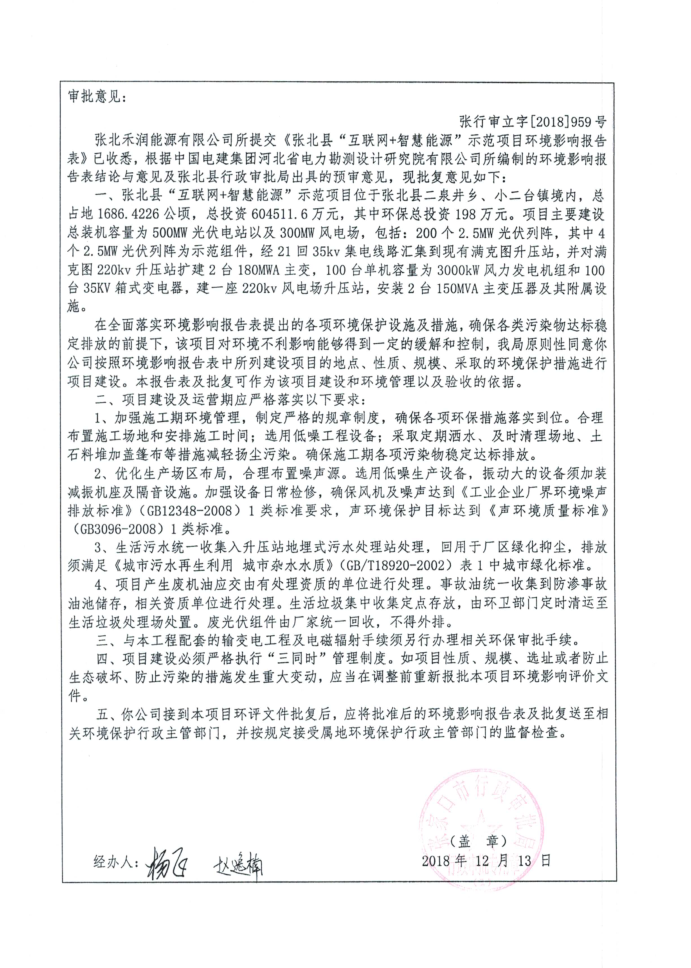 审批意见：
张行审立字[2018]959号
张北禾润能源有限公司所提交《张北县“互联网+智慧能源”示范项目环境影响报告
表》已收悉，根据中国电建集团河北省电力勘测设计研究院有限公司所编制的环境影响报
告表结论与意见及张北县行政审批局出具的预审意见，现批复意见如下：
一、张北县“互联网+智慧能源”示范项目位于张北县二泉井乡、小二台镇境内，总
占地1686.4226公顷，总投资604511.6万元，其中环保总投资198万元。项目主要建设
总装机容量为500MW光伏电站以及300MW风电场，包括：200个2.5MW光伏列阵，其中4
个2.5MW光伏列阵为示范组件，经21回35kv集电线路汇集到现有满克图升压站，并对满
克图220kv升压站扩建2台180MWA主变，100台单机容量为3000kW风力发电机组和100
台35KV箱式变电器，建一座220kv风电场升压站，安装2台150MVA主变压器及其附属设
施。
在全面落实环境影响报告表提出的各项环境保护设施及措施，确保各类污染物达标稳
定排放的前提下，该项目对环境不利影响能够得到一定的缓解和控制，我局原则性同意你
公司按照环境影响报告表中所列建设项目的地点、性质、规模、采取的环境保护措施进行
项目建设。本报告表及批复可作为该项目建设和环境管理以及验收的依据。
二、项目建设及运营期应严格落实以下要求：
1、加强施工期环境管理，制定严格的规章制度，确保各项环保措施落实到位。合理
布置施工场地和安排施工时间；选用低噪工程设备；采取定期洒水、及时清理场地、土
石料堆加盖篷布等措施减轻扬尘污染。确保施工期各项污染物稳定达标排放。
2、优化生产场区布局，合理布置噪声源。选用低噪生产设备，振动大的设备须加装
减振机座及隔音设施。加强设备日常检修，确保风机及噪声达到《工业企业厂界环境噪声
排放标准》（GB12348-2008）1类标准要求，声环境保护目标达到《声环境质量标准》
（GB3096-2008）1类标准。
3、生活污水统一收集入升压站地埋式污水处理站处理，回用于厂区绿化抑尘，排放
须满足《城市污水再生利用 城市杂水水质》（GB/T18920-2002）表1中城市绿化标准。
4、项目产生废机油应交由有处理资质的单位进行处理。事故油统一收集到防渗事故
油池储存，相关资质单位进行处理。生活垃圾集中收集定点存放，由环卫部门定时清运至
生活垃圾处理场处置。废光伏组件由厂家统一回收，不得外排。
三、与本工程配套的输变电工程及电磁辐射手续须另行办理相关环保审批手续。
四、项目建设必须严格执行“三同时”管理制度。如项目性质、规模、选址或者防止
生态破坏、防止污染的措施发生重大变动，应当在调整前重新报批本项目环境影响评价文
件。
五、你公司接到本项目环评文件批复后，应将批准后的环境影响报告表及批复送至相
关环境保护行政主管部门，并按规定接受属地环境保护行政主管部门的监督检查。
张家口市行政审批局
（盖 章）
经办人：杨飞 赵逸楠
2018年12月13日